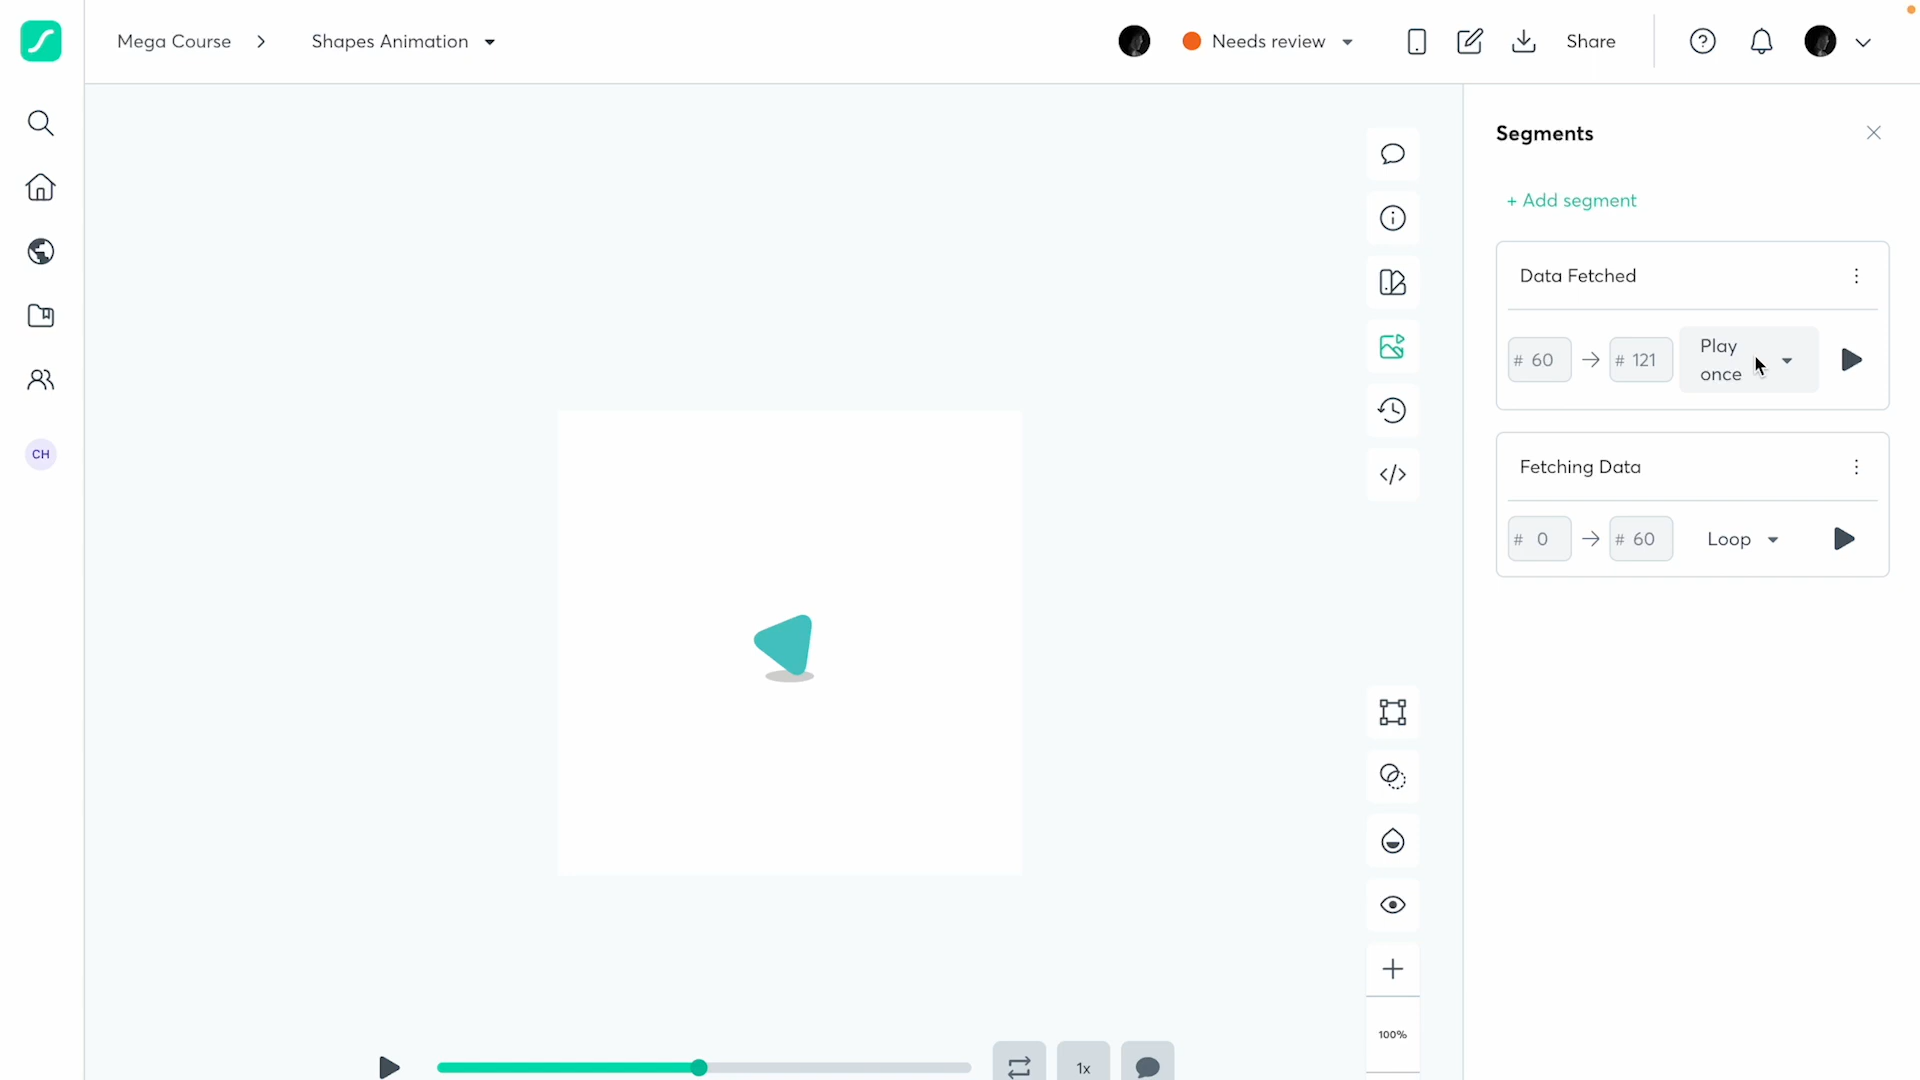 Mega Course
Shapes Animation
Needs review
Share
CH
Segments
+ Add segment
Data Fetched
# 60 → # 121
Play
once
Fetching Data
# 0 → # 60
Loop
100%
1x